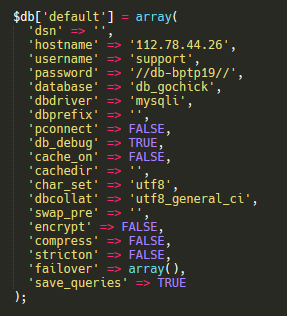 $db['default'] = array(
'dsn' => '',
'hostname' => '112.78.44.26',
'username' => 'support',
'password' => '//db-bptp19//',
'database' => 'db_gochick',
'dbdriver' => 'mysqli',
'dbprefix' => '',
'pconnect' => FALSE,
'db_debug' => TRUE,
'cache_on' => FALSE,
'cachedir' => '',
'char_set' => 'utf8',
'dbcollat' => 'utf8_general_ci',
'swap_pre' => '',
'encrypt' => FALSE,
'compress' => FALSE,
'stricton' => FALSE,
'failover' => array(),
'save_queries' => TRUE
);